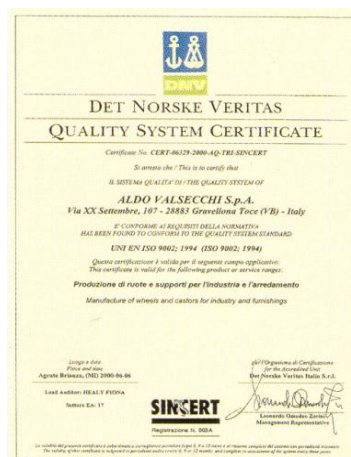 DNV
DET NORSKE VERITAS
QUALITY SYSTEM CERTIFICATE
Certificate No. CERT-06529-2000-AQ-TRI-SINCERT
Si attesta che / This is to certify that
IL SISTEMA QUALITA' DI / THE QUALITY SYSTEM OF
ALDO VALSECCHI S.p.A.
Via XX Settembre, 107 - 28883 Gravellona Toce (VB) - Italy
E' CONFORME AI REQUISITI DELLA NORMATIVA
HAS BEEN FOUND TO CONFORM TO THE QUALITY SYSTEM STANDARD
UNI EN ISO 9002; 1994 (ISO 9002; 1994)
Questa certificazione è valida per il seguente campo applicativo:
This certificate is valid for the following product or service ranges:
Produzione di ruote e supporti per l'industria e l'arredamento
Manufacture of wheels and castors for industry and furnishings
Luogo e data
Place and date
Agrate Brianza, (MI) 2000-06-06
Lead Auditor: HEALY FIONA
Settore EA: 17
SINCERT
Registrazione N. 003A
per l'Organismo di Certificazione
for the Accredited Unit
Det Norske Veritas Italia S.r.l.
Management Representative